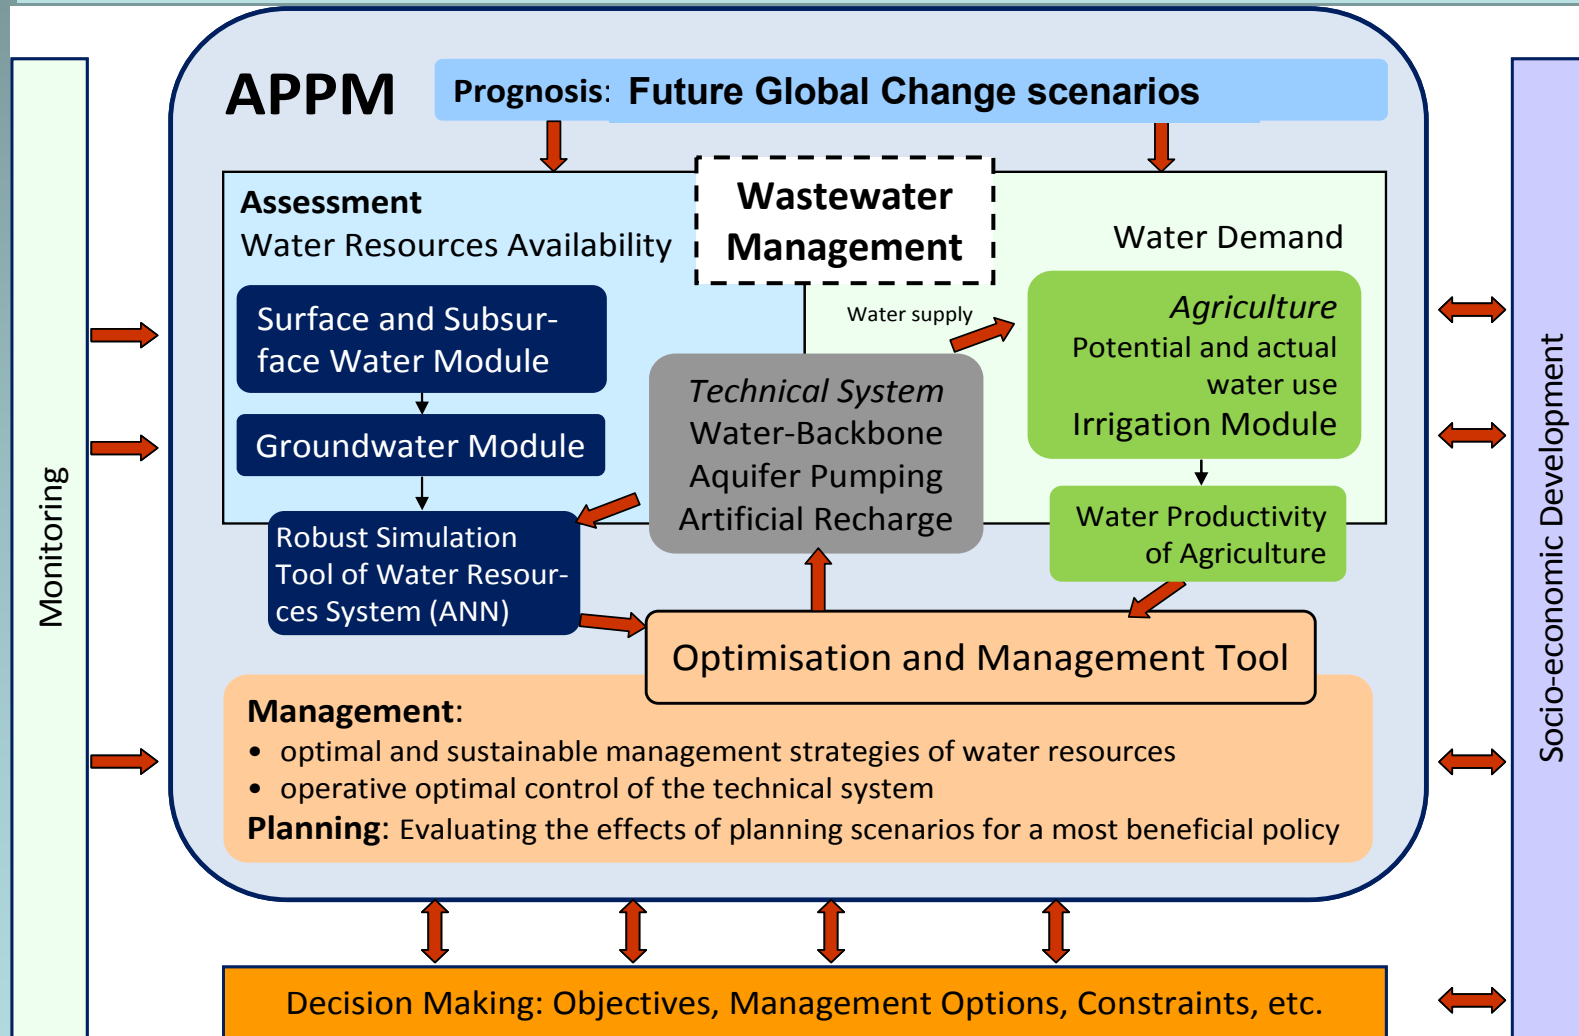 APPM
Prognosis: Future Global Change scenarios
Assessment
Water Resources Availability
Wastewater
Management
Water Demand
Surface and Subsur-
face Water Module
Groundwater Module
Robust Simulation
Tool of Water Resour-
ces System (ANN)
Water supply
Technical System
Water-Backbone
Aquifer Pumping
Artificial Recharge
Agriculture
Potential and actual
water use
Irrigation Module
Water Productivity
of Agriculture
Optimisation and Management Tool
Management:
• optimal and sustainable management strategies of water resources
• operative optimal control of the technical system
Planning: Evaluating the effects of planning scenarios for a most beneficial policy
Monitoring
Socio-economic Development
Decision Making: Objectives, Management Options, Constraints, etc.